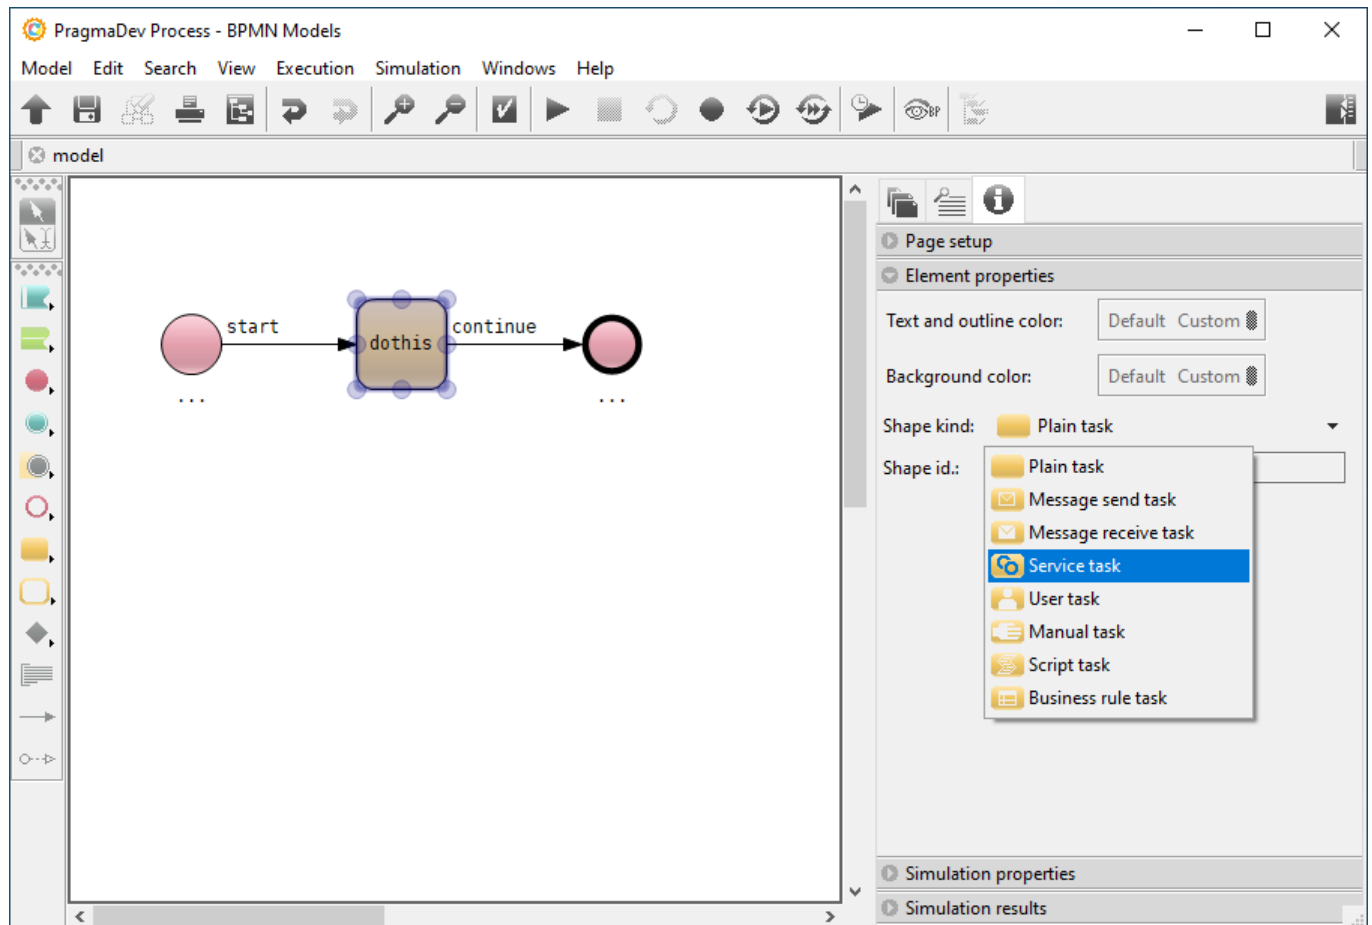 PragmaDev Process - BPMN Models
Model Edit Search View Execution Simulation Windows Help
BP
model
Page setup
Element properties
Text and outline color: Default Custom
Background color: Default Custom
Shape kind: Plain task
Shape id.:
Plain task
Message send task
Message receive task
Service task
User task
Manual task
Script task
Business rule task
start
dothis
continue
...
...
Simulation properties
Simulation results